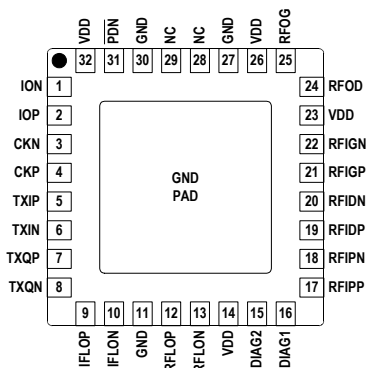 VDD PDN GND NC NC GND VDD RFOG
32 31 30 29 28 27 26 25
ION 1 24 RFOD
IOP 2 23 VDD
CKN 3 22 RFIGN
CKP 4 21 RFIGP
GND
PAD
TXIP 5 20 RFIDN
TXIN 6 19 RFIDP
TXQP 7 18 RFIPN
TXQN 8 17 RFIPP
9 10 11 12 13 14 15 16
IFLOP IFLON GND RFLOP RFLON VDD DIAG2 DIAG1